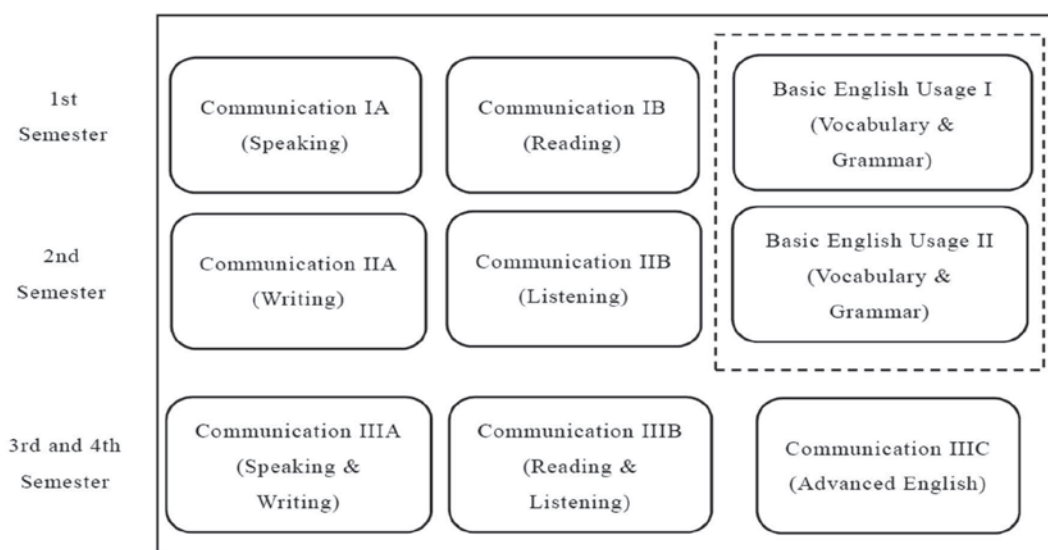 1st
Semester
Communication IA
(Speaking)
Communication IB
(Reading)
Basic English Usage I
(Vocabulary &
Grammar)
2nd
Semester
Communication IIA
(Writing)
Communication IIB
(Listening)
Basic English Usage II
(Vocabulary &
Grammar)
3rd and 4th
Semester
Communication IIIA
(Speaking &
Writing)
Communication IIIB
(Reading &
Listening)
Communication IIIC
(Advanced English)